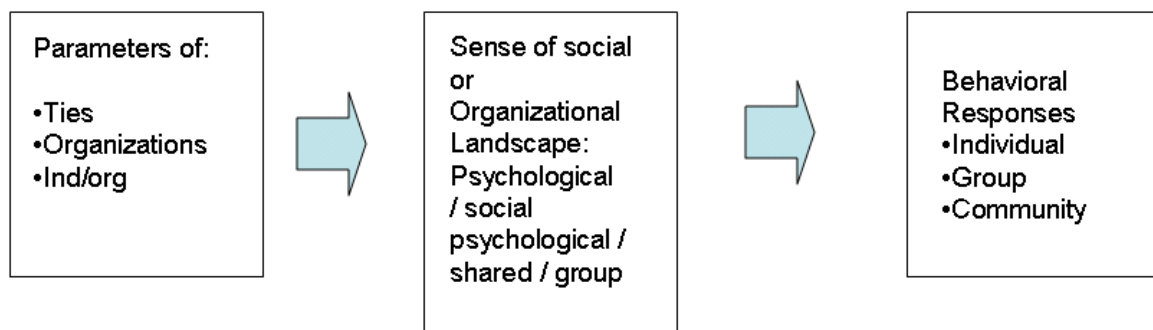 Parameters of:
•Ties
•Organizations
•Ind/org
Sense of social
or
Organizational
Landscape:
Psychological
/ social
psychological /
shared / group
Behavioral
Responses
•Individual
•Group
•Community